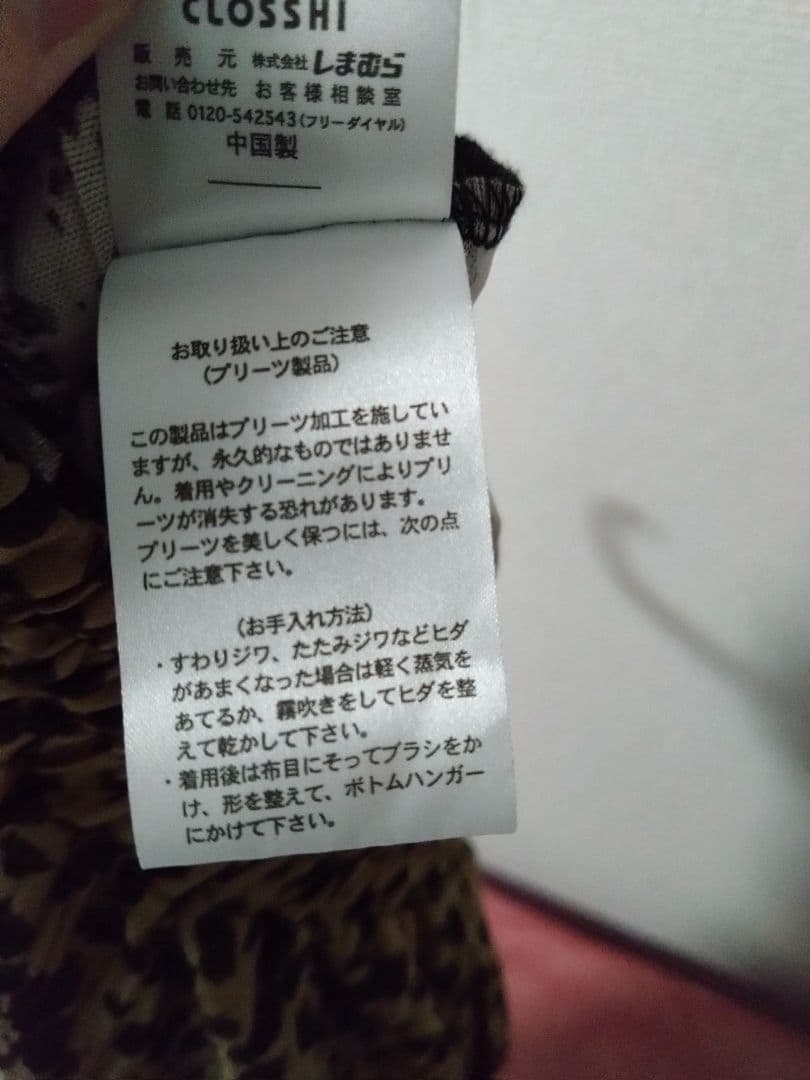 CLOSSHI
販売元 株式会社しまむら
お問い合わせ先 お客様相談室
電話 0120-542543(フリーダイヤル)
中国製
お取り扱い上のご注意
(プリーツ製品)
この製品はプリーツ加工を施してい
ますが、永久的なものではありませ
ん。着用やクリーニングによりプリ
ーツが消失する恐れがあります。
プリーツを美しく保つには、次の点
にご注意下さい。
(お手入れ方法)
・すわりジワ、たたみジワなどヒダ
があまくなった場合は軽く蒸気を
あてるか、霧吹きをしてヒダを整
えて乾かして下さい。
・着用後は布目にそってブラシをか
け、形を整えて、ボトムハンガー
にかけて下さい。